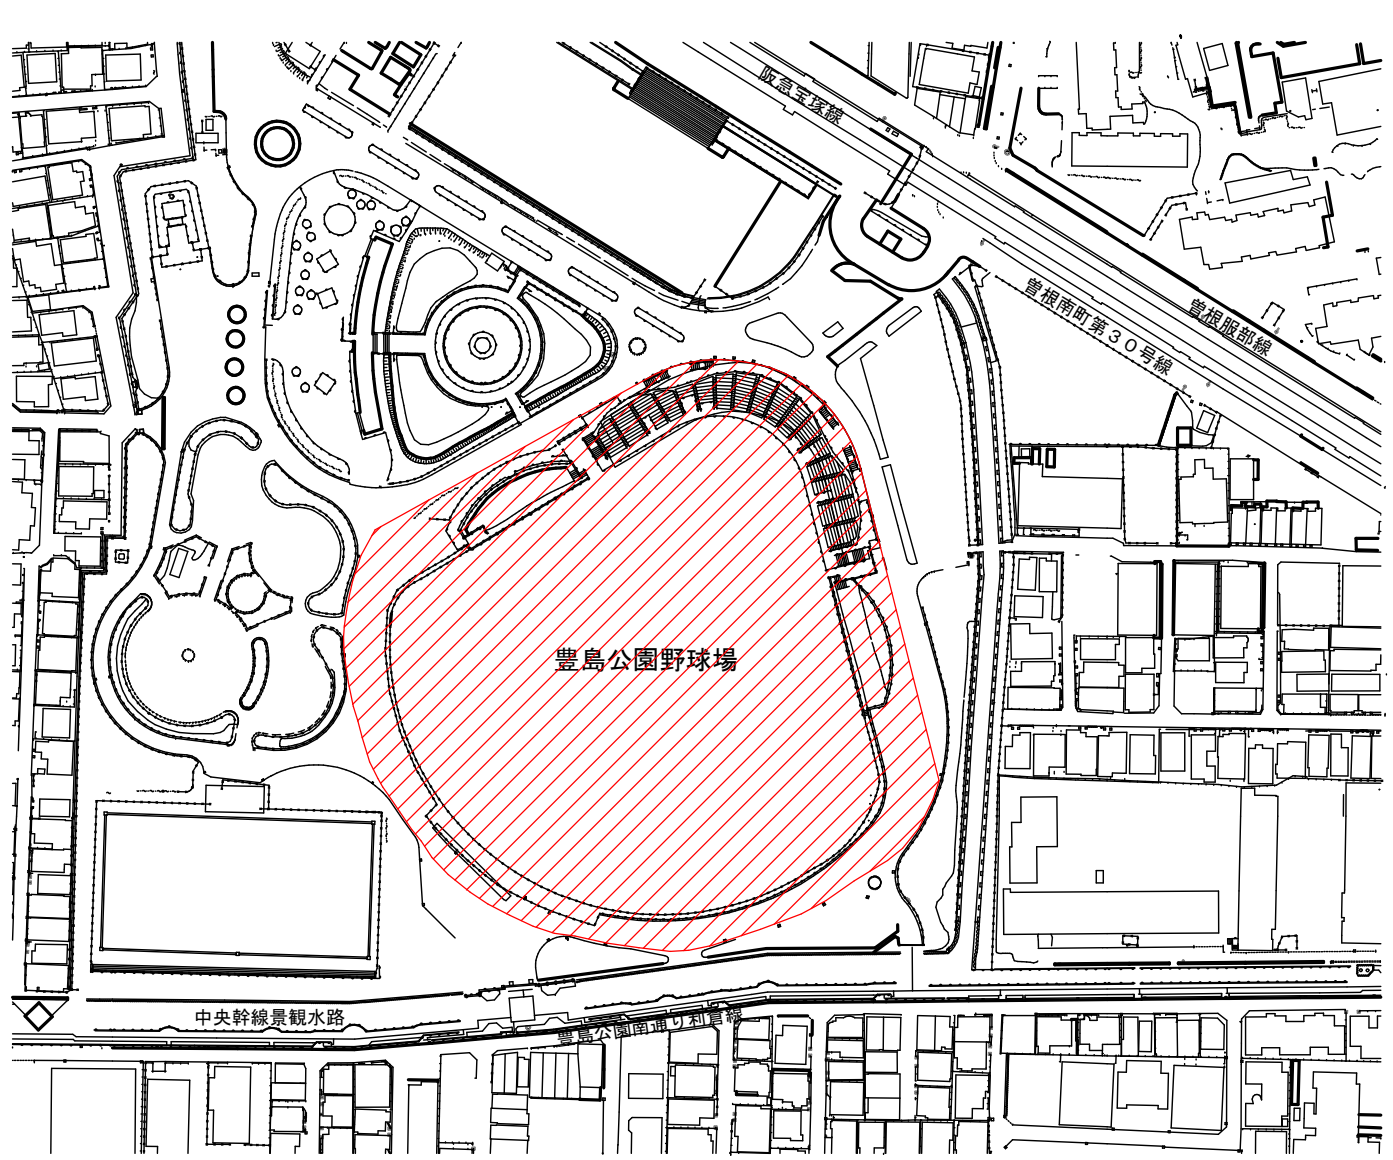 阪急宝塚線
曽根南町第３０号線
曽根服部線
豊島公園野球場
中央幹線景観水路
豊島公園南通り利倉線